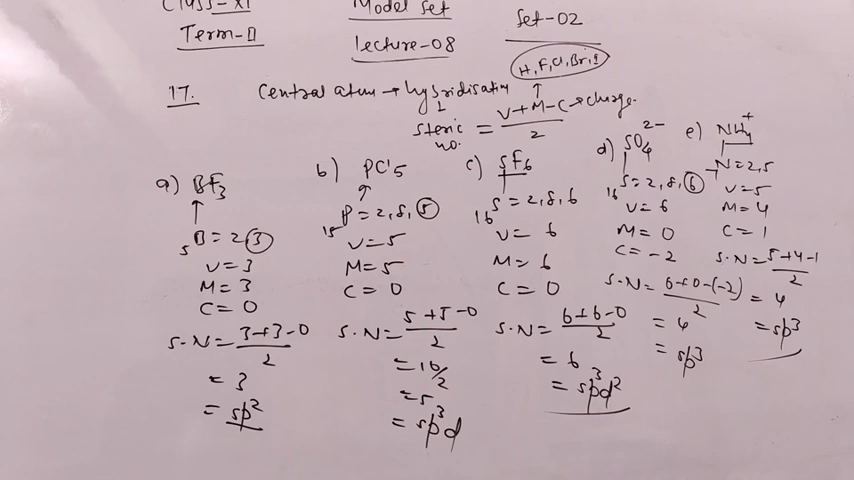 Class-XI
Term-II
Model Set
Lecture-08
Set-02
17. Central atom → hybridisation
H, F, Cl, Br, I
Steric no. = V+M-C/2 → charge
a) BF3
5B = 2,3
V=3
M=3
C=0
S.N = 3+3-0/2
= 3
= sp²
b) PCl5
15P = 2,8,5
V=5
M=5
C=0
S.N = 5+5-0/2
= 10/2
= 5
= sp³d
c) SF6
16S = 2,8,6
V=6
M=6
C=0
S.N = 6+6-0/2
= 6
= sp³d²
d) SO4²⁻
16S = 2,8,6
V=6
M=0
C=-2
S.N = 6+0-(-2)/2
= 4
= sp³
e) NH4⁺
7N = 2,5
V=5
M=4
C=1
S.N = 5+4-1/2
= 4
= sp³